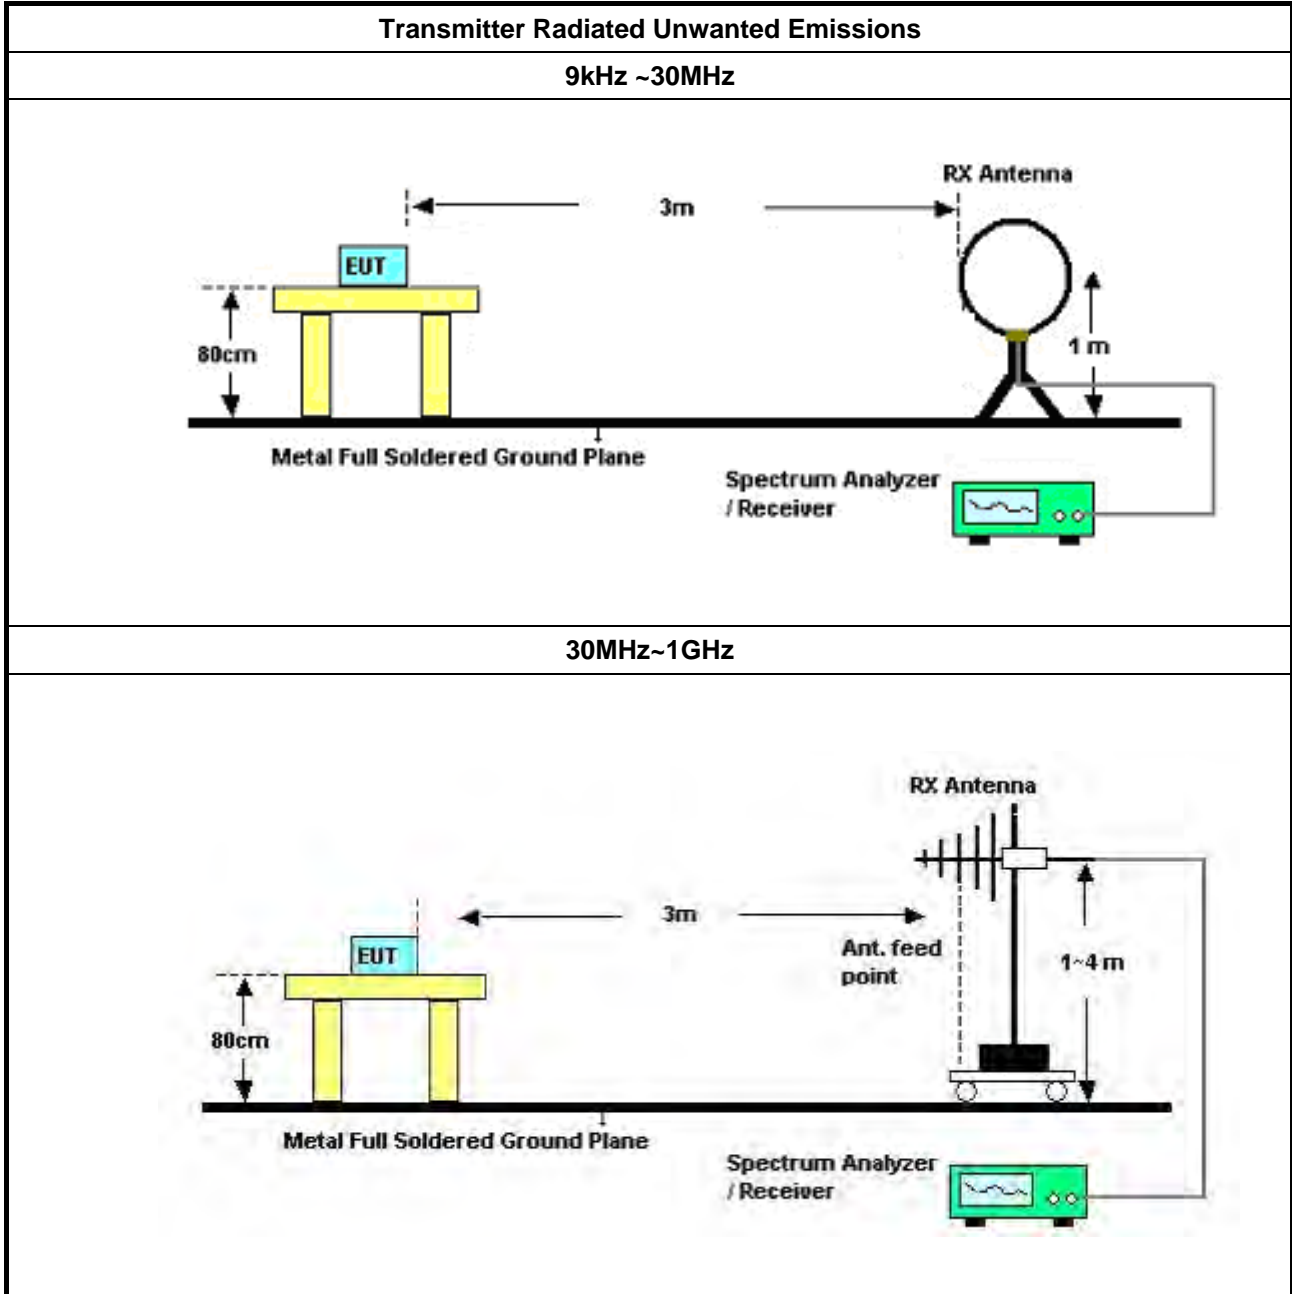 Transmitter Radiated Unwanted Emissions
9kHz ~30MHz
RX Antenna
3m
EUT
80cm
1 m
Metal Full Soldered Ground Plane
Spectrum Analyzer
/ Receiver
30MHz~1GHz
RX Antenna
3m
Ant. feed
point
EUT
1~4 m
80cm
Metal Full Soldered Ground Plane
Spectrum Analyzer
/ Receiver